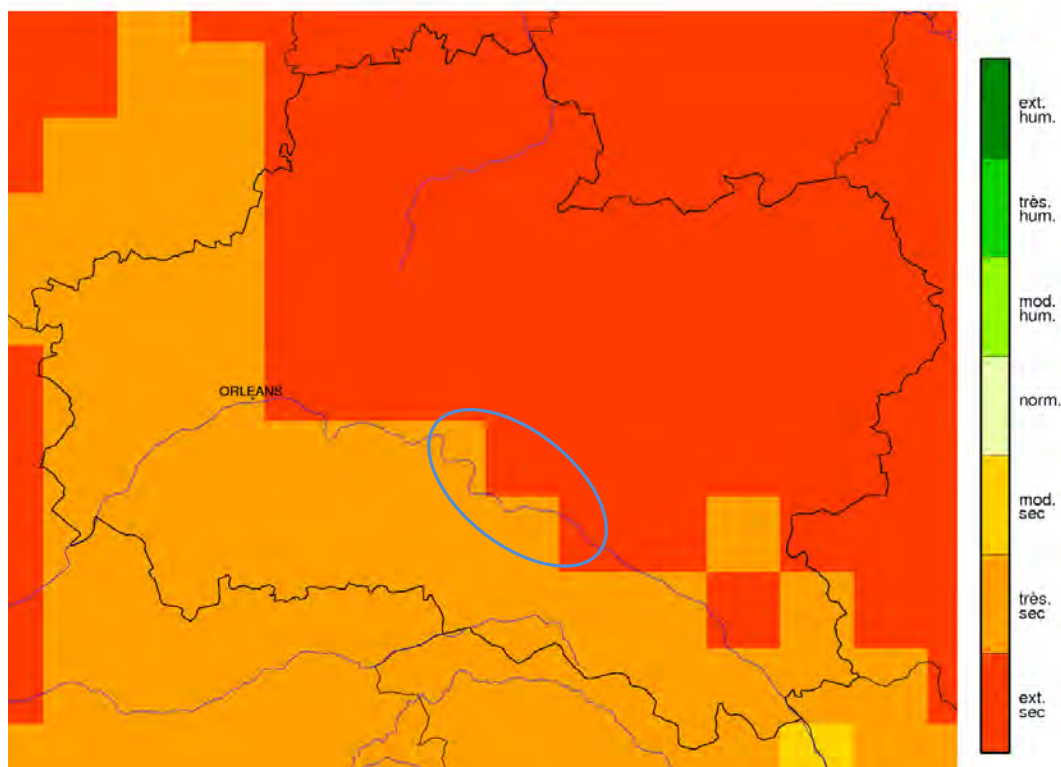 ORLEANS
ext.
hum.
très.
hum.
mod.
hum.
norm.
mod.
sec
très.
sec
ext.
sec